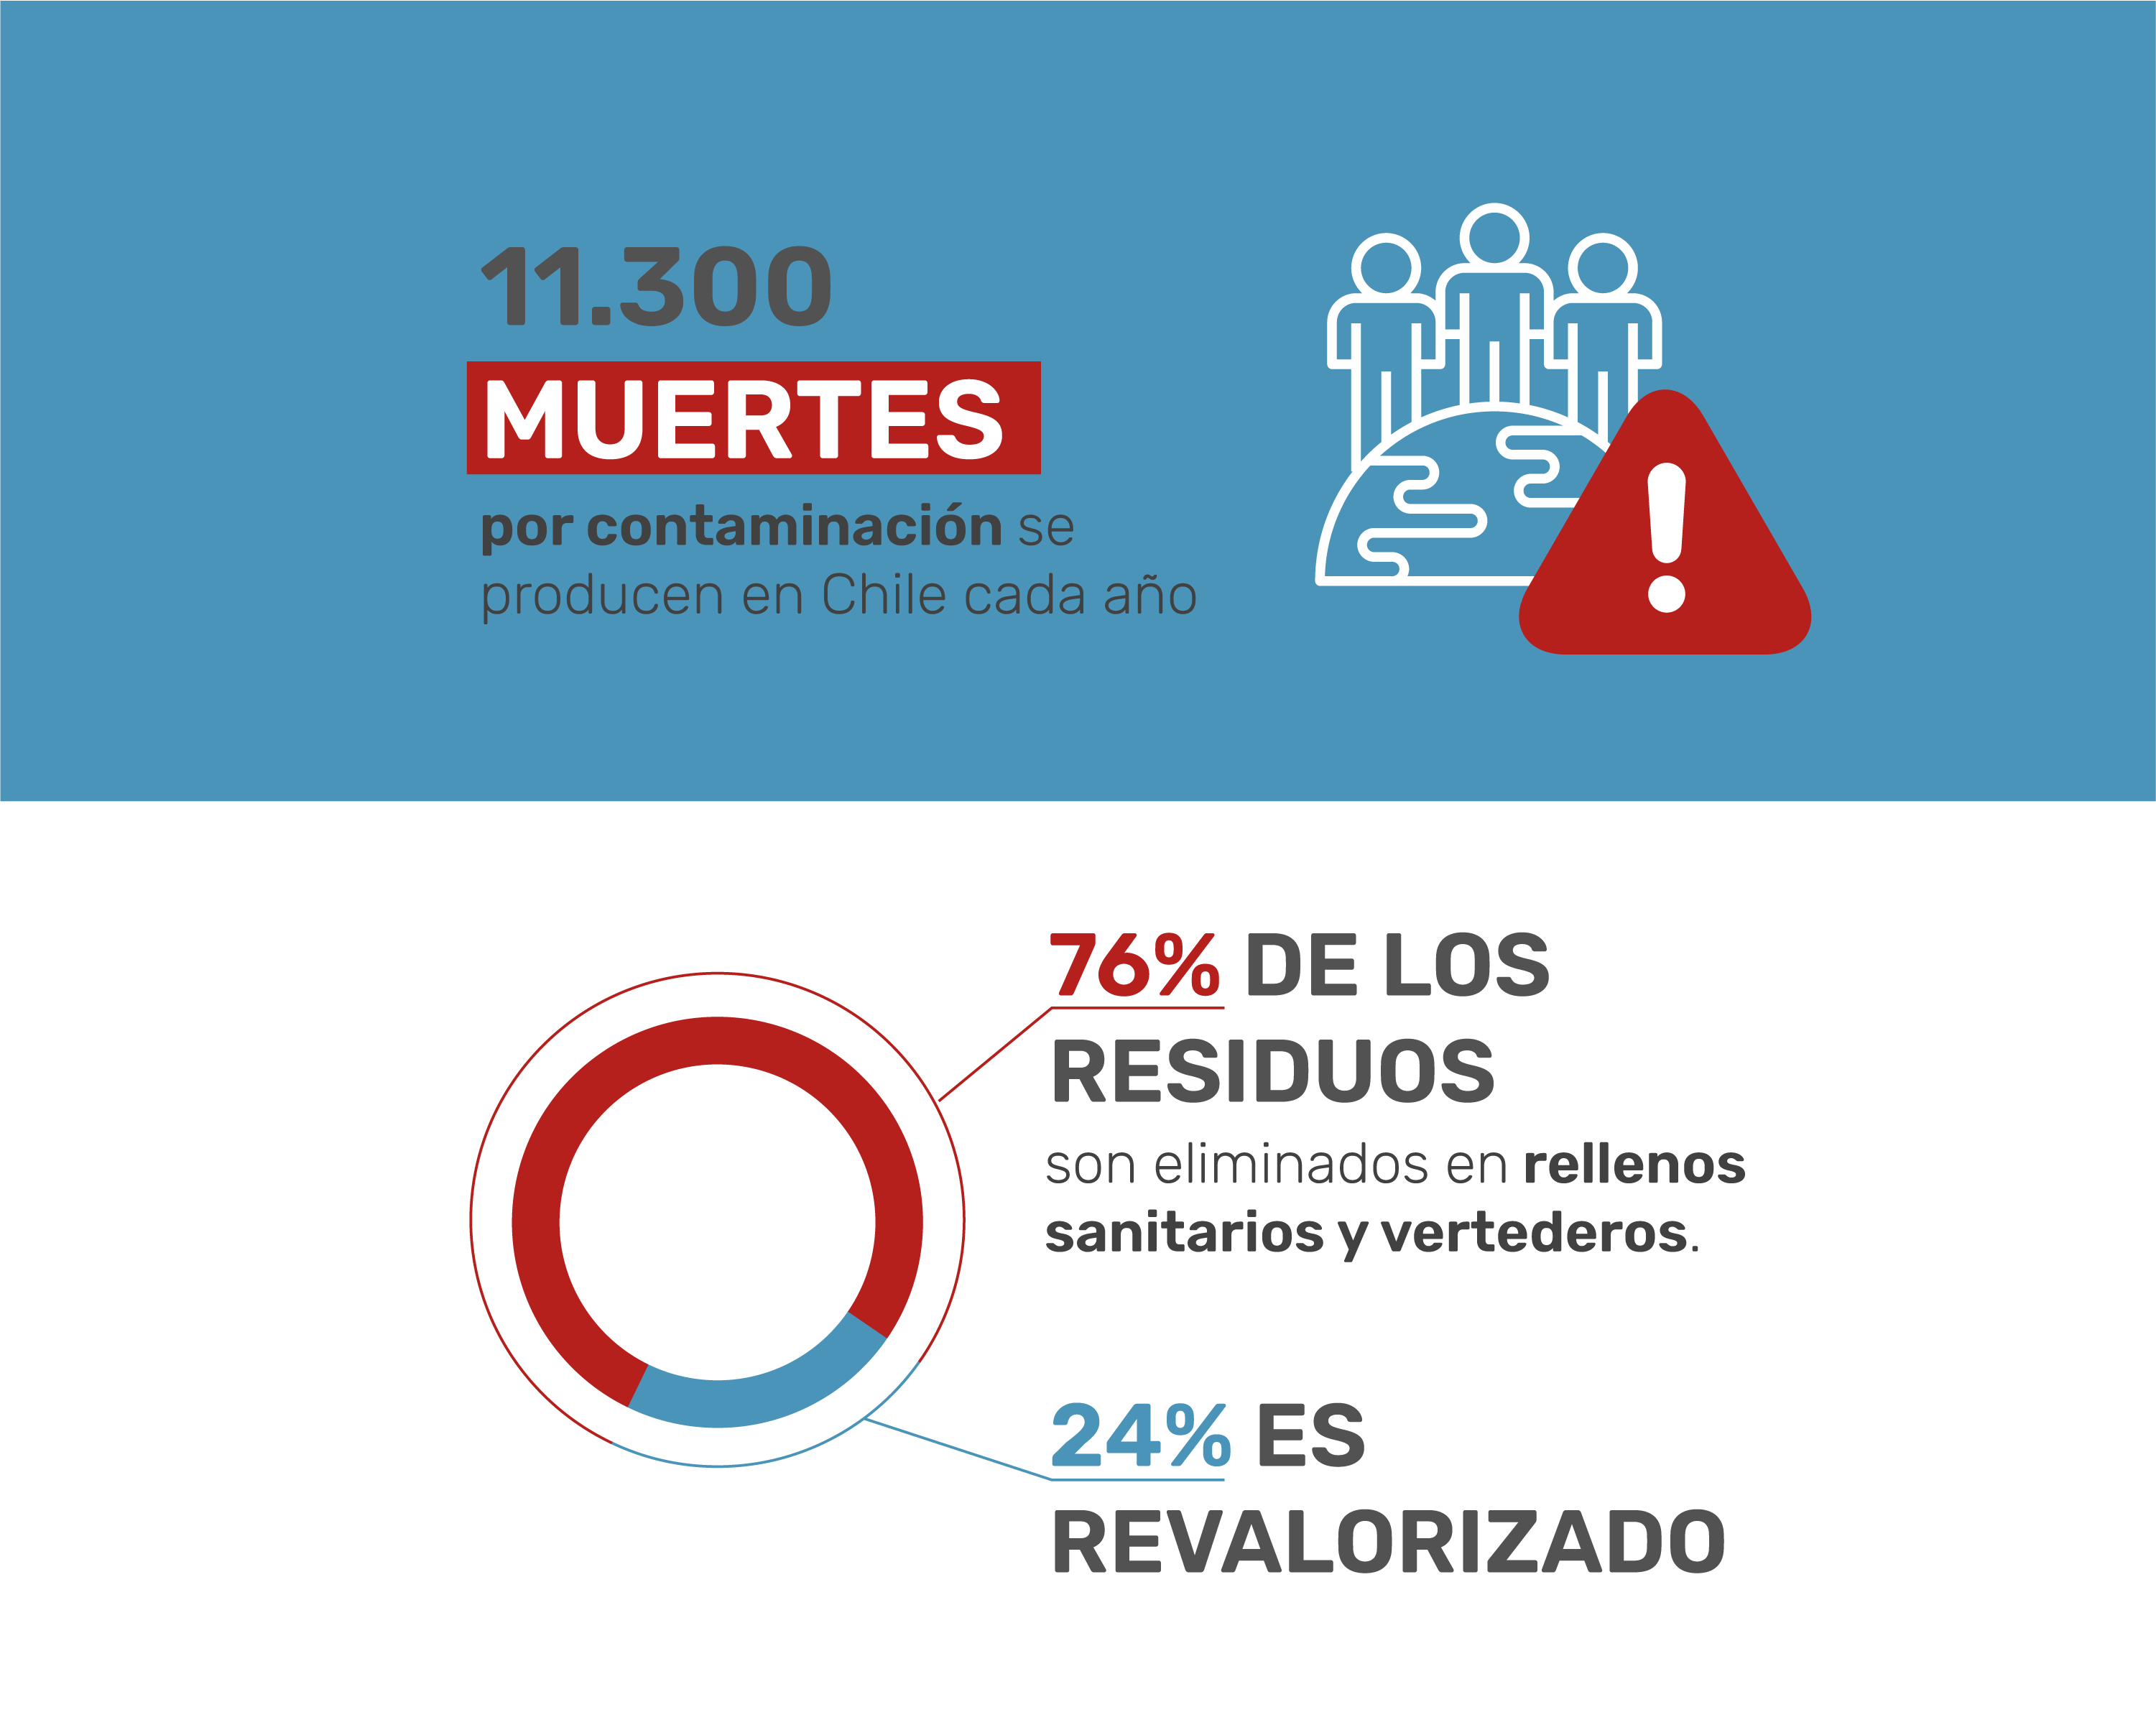 11.300
MUERTES
por contaminación se
producen en Chile cada año
76% DE LOS
RESIDUOS
son eliminados en rellenos
sanitarios y vertederos.
24% ES
REVALORIZADO